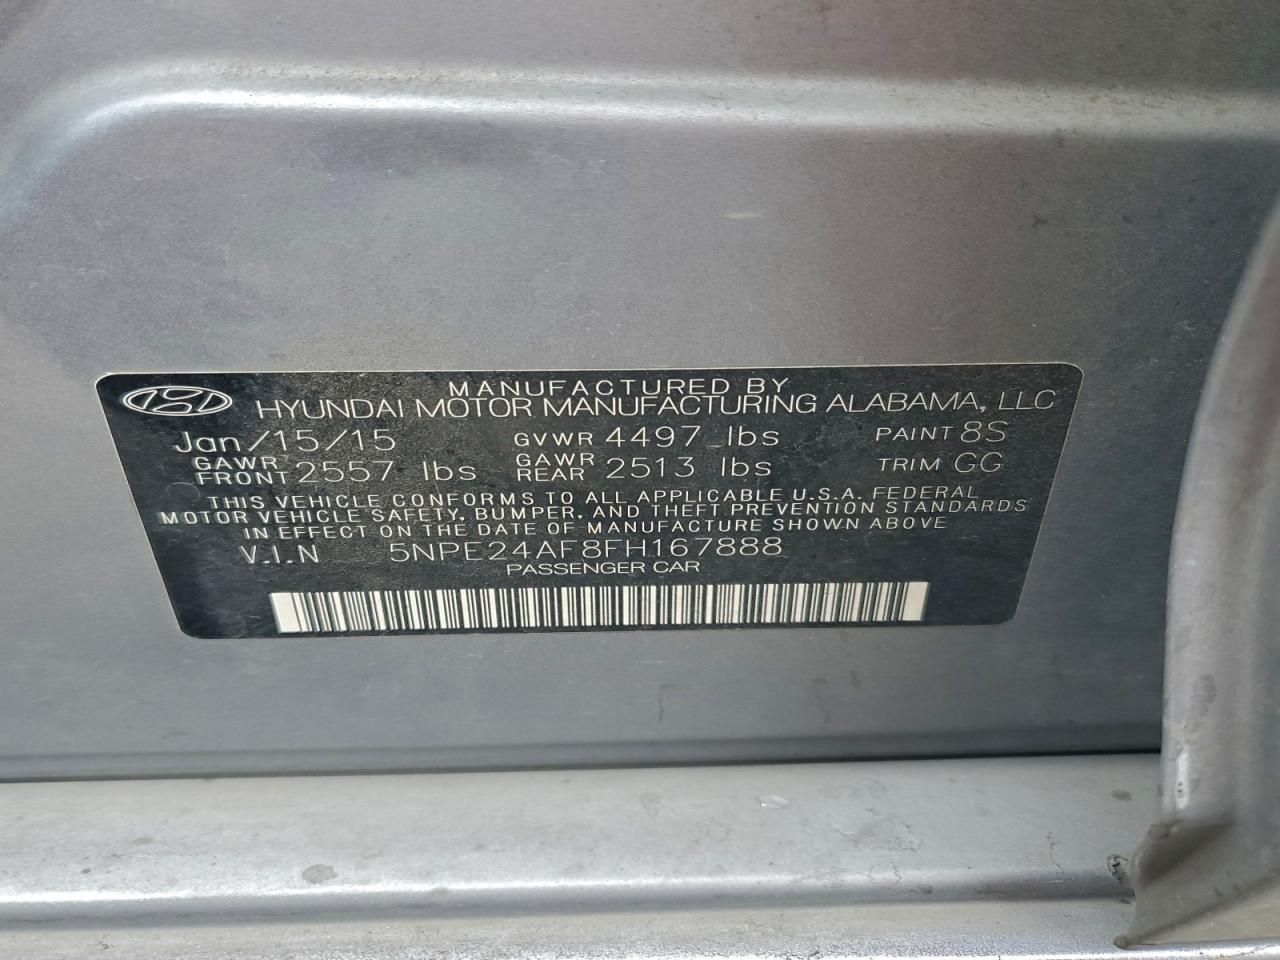 MANUFACTURED BY
HYUNDAI MOTOR MANUFACTURING ALABAMA, LLC
Jan/15/15 GVWR 4497 lbs PAINT 8S
GAWR FRONT 2557 lbs GAWR REAR 2513 lbs TRIM GG
THIS VEHICLE CONFORMS TO ALL APPLICABLE U.S.A. FEDERAL
MOTOR VEHICLE SAFETY, BUMPER, AND THEFT PREVENTION STANDARDS
IN EFFECT ON THE DATE OF MANUFACTURE SHOWN ABOVE
V.I.N 5NPE24AF8FH167888
PASSENGER CAR